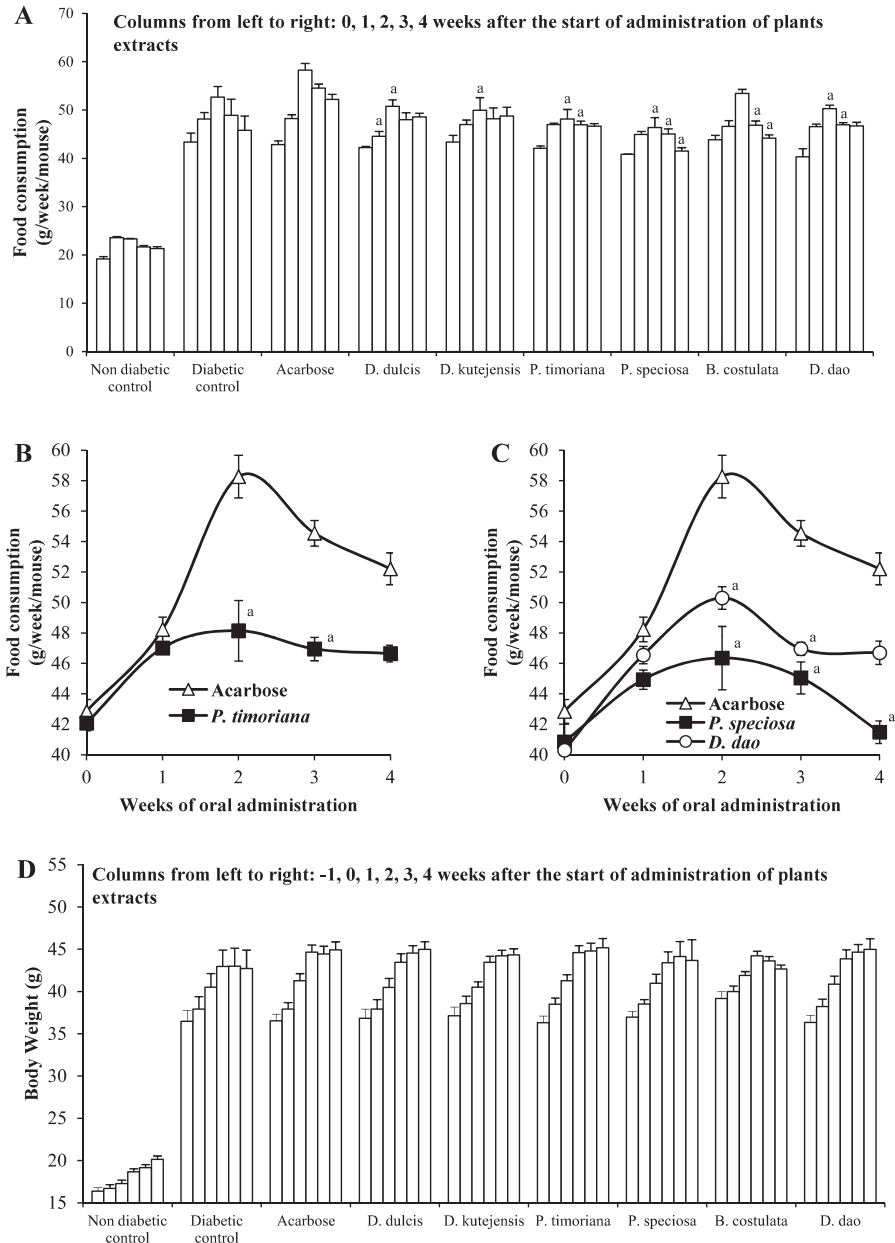 A
Columns from left to right: 0, 1, 2, 3, 4 weeks after the start of administration of plants
extracts
Food consumption
(g/week/mouse)
70
60
50
40
30
20
10
0
a a a a a a a a a a a a a
Non diabetic control
Diabetic control
Acarbose
D. dulcis
D. kutejensis
P. timoriana
P. speciosa
B. costulata
D. dao
B
Food consumption
(g/week/mouse)
60
58
56
54
52
50
48
46
44
42
40
a
a
Acarbose
P. timoriana
0 1 2 3 4
Weeks of oral administration
C
Food consumption
(g/week/mouse)
60
58
56
54
52
50
48
46
44
42
40
a
a
a
a
a
Acarbose
P. speciosa
D. dao
0 1 2 3 4
Weeks of oral administration
D
Columns from left to right: -1, 0, 1, 2, 3, 4 weeks after the start of administration of plants
extracts
Body Weight (g)
55
50
45
40
35
30
25
20
15
Non diabetic control
Diabetic control
Acarbose
D. dulcis
D. kutejensis
P. timoriana
P. speciosa
B. costulata
D. dao